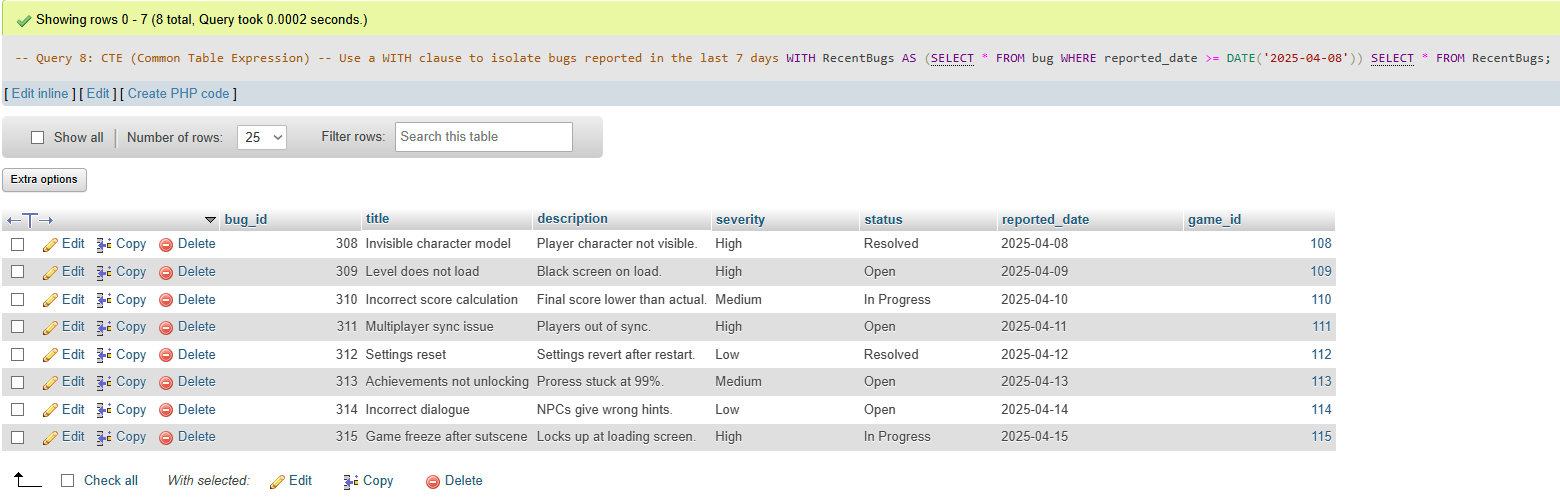 Showing rows 0 - 7 (8 total, Query took 0.0002 seconds.)
-- Query 8: CTE (Common Table Expression) -- Use a WITH clause to isolate bugs reported in the last 7 days WITH RecentBugs AS (SELECT * FROM bug WHERE reported_date >= DATE('2025-04-08')) SELECT * FROM RecentBugs;
[ Edit inline ] [ Edit ] [ Create PHP code ]
Show all Number of rows: 25 Filter rows: Search this table
Extra options
bug_id title description severity status reported_date game_id
Edit Copy Delete 308 Invisible character model Player character not visible. High Resolved 2025-04-08 108
Edit Copy Delete 309 Level does not load Black screen on load. High Open 2025-04-09 109
Edit Copy Delete 310 Incorrect score calculation Final score lower than actual. Medium In Progress 2025-04-10 110
Edit Copy Delete 311 Multiplayer sync issue Players out of sync. High Open 2025-04-11 111
Edit Copy Delete 312 Settings reset Settings revert after restart. Low Resolved 2025-04-12 112
Edit Copy Delete 313 Achievements not unlocking Proress stuck at 99%. Medium Open 2025-04-13 113
Edit Copy Delete 314 Incorrect dialogue NPCs give wrong hints. Low Open 2025-04-14 114
Edit Copy Delete 315 Game freeze after sutscene Locks up at loading screen. High In Progress 2025-04-15 115
Check all With selected: Edit Copy Delete